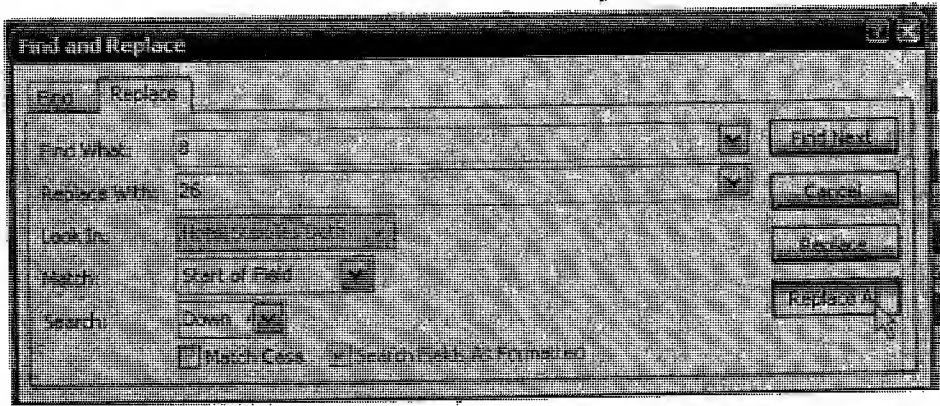 Find and Replace
Find Replace
Find What: 8 Find Next
Replace With: 26 Cancel
Look In: Replace
Match: Start of Field Replace All
Search: Down
Match Case Search Fields As Formatted